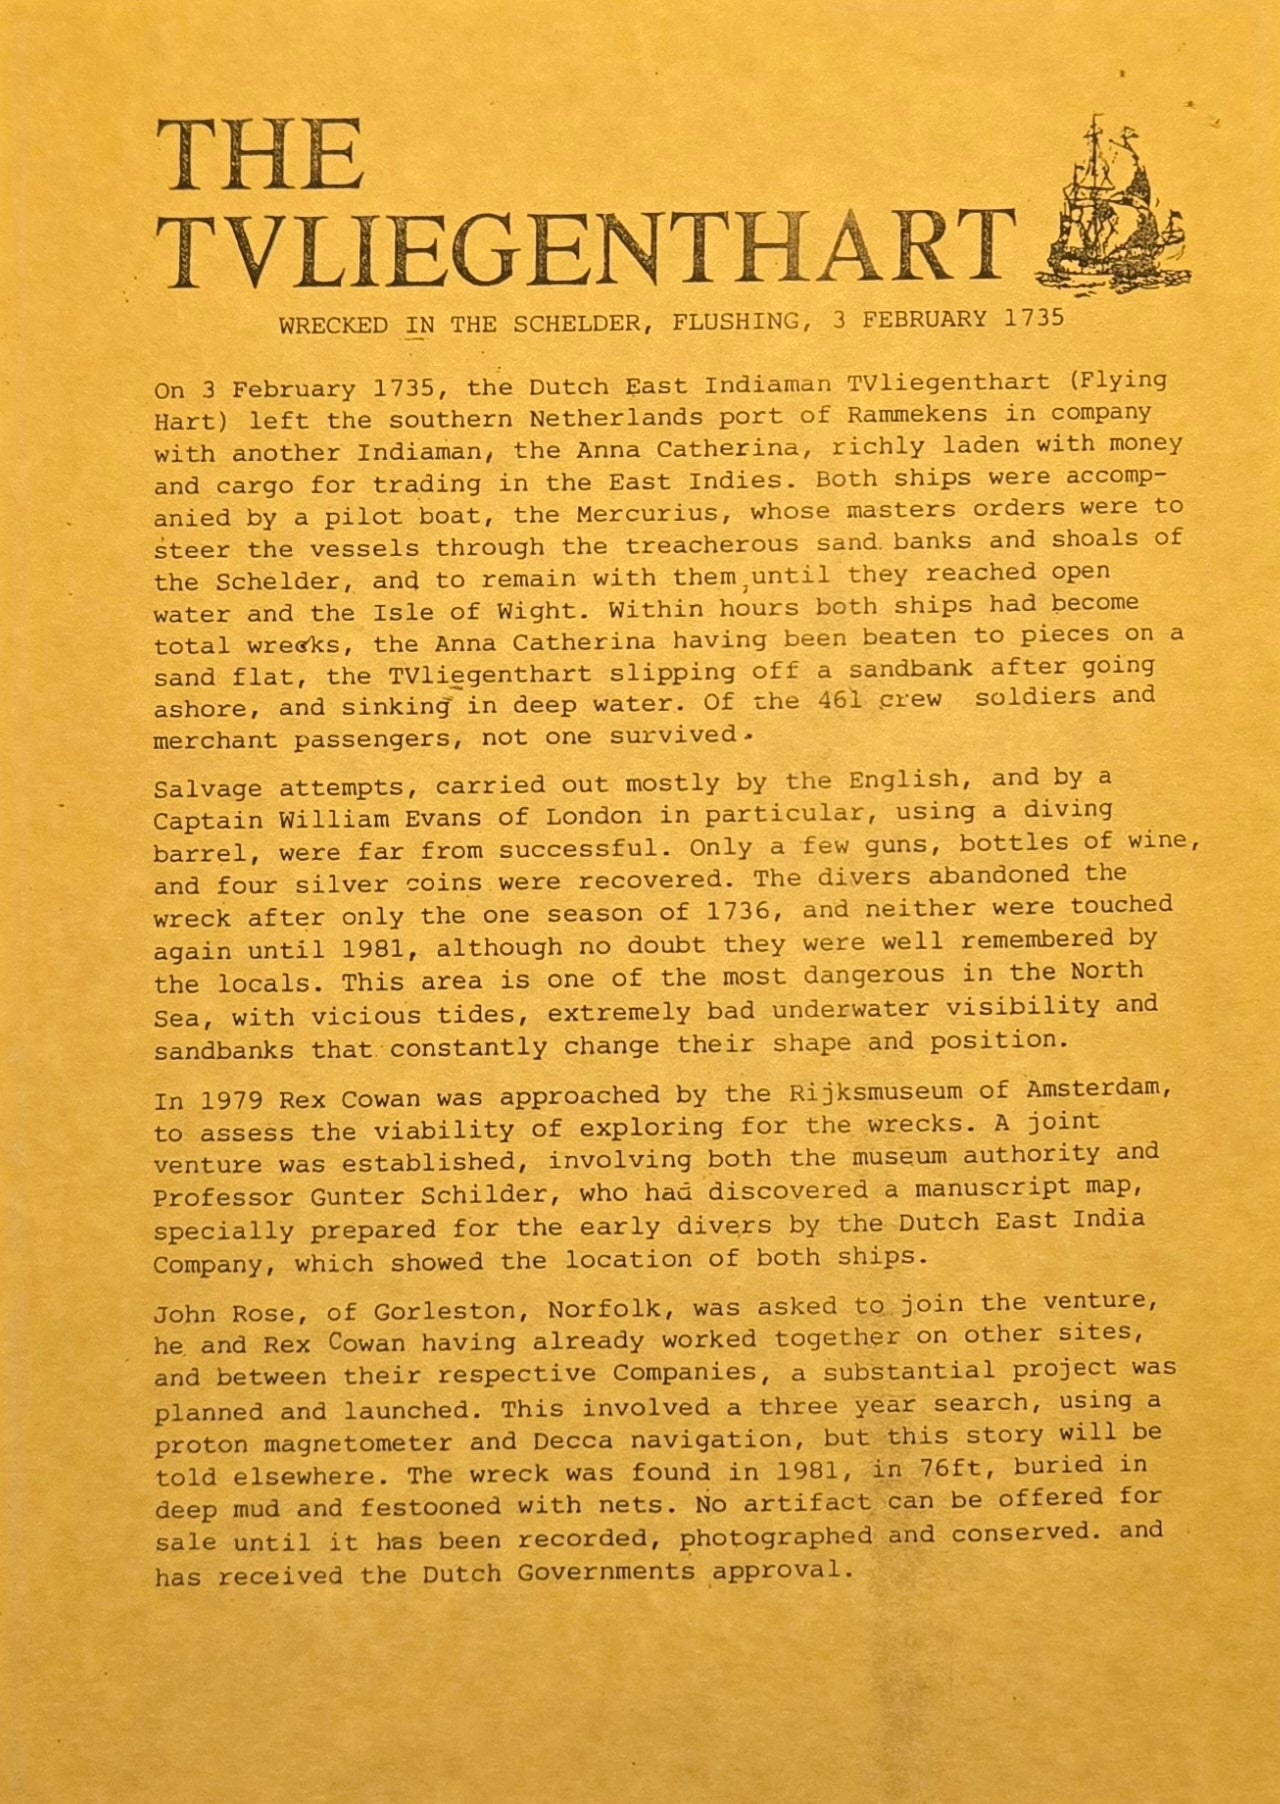 THE
TVLIEGENTHART
WRECKED IN THE SCHELDER, FLUSHING, 3 FEBRUARY 1735
On 3 February 1735, the Dutch East Indiaman TVliegenthart (Flying
Hart) left the southern Netherlands port of Rammekens in company
with another Indiaman, the Anna Catherina, richly laden with money
and cargo for trading in the East Indies. Both ships were accomp-
anied by a pilot boat, the Mercurius, whose masters orders were to
steer the vessels through the treacherous sand banks and shoals of
the Schelder, and to remain with them,until they reached open
water and the Isle of Wight. Within hours both ships had become
total wrecks, the Anna Catherina having been beaten to pieces on a
sand flat, the TVliegenthart slipping off a sandbank after going
ashore, and sinking in deep water. Of the 461 crew soldiers and
merchant passengers, not one survived.
Salvage attempts, carried out mostly by the English, and by a
Captain William Evans of London in particular, using a diving
barrel, were far from successful. Only a few guns, bottles of wine,
and four silver coins were recovered. The divers abandoned the
wreck after only the one season of 1736, and neither were touched
again until 1981, although no doubt they were well remembered by
the locals. This area is one of the most dangerous in the North
Sea, with vicious tides, extremely bad underwater visibility and
sandbanks that constantly change their shape and position.
In 1979 Rex Cowan was approached by the Rijksmuseum of Amsterdam,
to assess the viability of exploring for the wrecks. A joint
venture was established, involving both the museum authority and
Professor Gunter Schilder, who had discovered a manuscript map,
specially prepared for the early divers by the Dutch East India
Company, which showed the location of both ships.
John Rose, of Gorleston, Norfolk, was asked to join the venture,
he and Rex Cowan having already worked together on other sites,
and between their respective Companies, a substantial project was
planned and launched. This involved a three year search, using a
proton magnetometer and Decca navigation, but this story will be
told elsewhere. The wreck was found in 1981, in 76ft, buried in
deep mud and festooned with nets. No artifact can be offered for
sale until it has been recorded, photographed and conserved. and
has received the Dutch Governments approval.